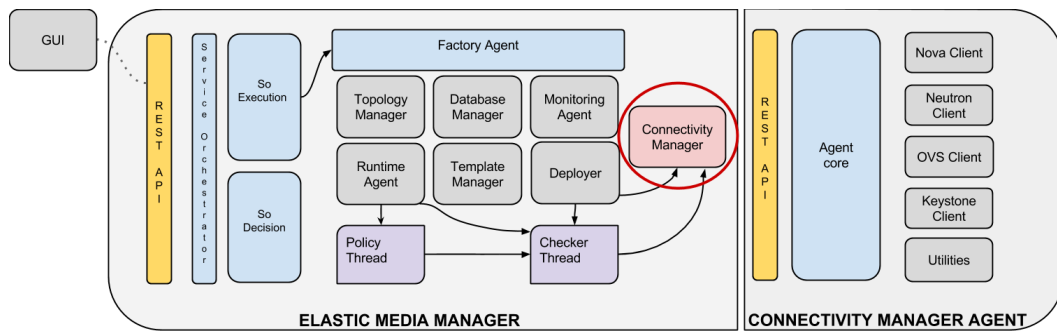 GUI
REST API
Service Orchestrator
So
Execution
So
Decision
Factory Agent
Topology
Manager
Database
Manager
Monitoring
Agent
Connectivity
Manager
Runtime
Agent
Template
Manager
Deployer
Policy
Thread
Checker
Thread
ELASTIC MEDIA MANAGER
REST API
Agent
core
Nova Client
Neutron
Client
OVS Client
Keystone
Client
Utilities
CONNECTIVITY MANAGER AGENT